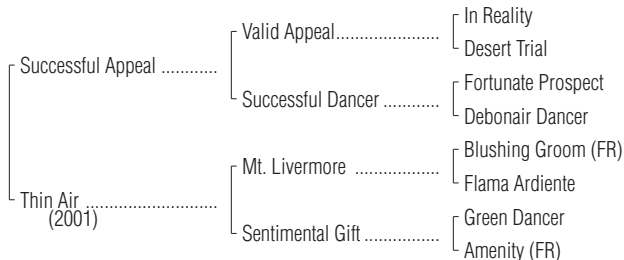 In Reality
Valid Appeal..................
Desert Trial
Successful Appeal ............
Fortunate Prospect
Successful Dancer ............
Debonair Dancer
Blushing Groom (FR)
Mt. Livermore ..................
Flama Ardiente
Thin Air ............................
(2001)
Green Dancer
Sentimental Gift ................
Amenity (FR)